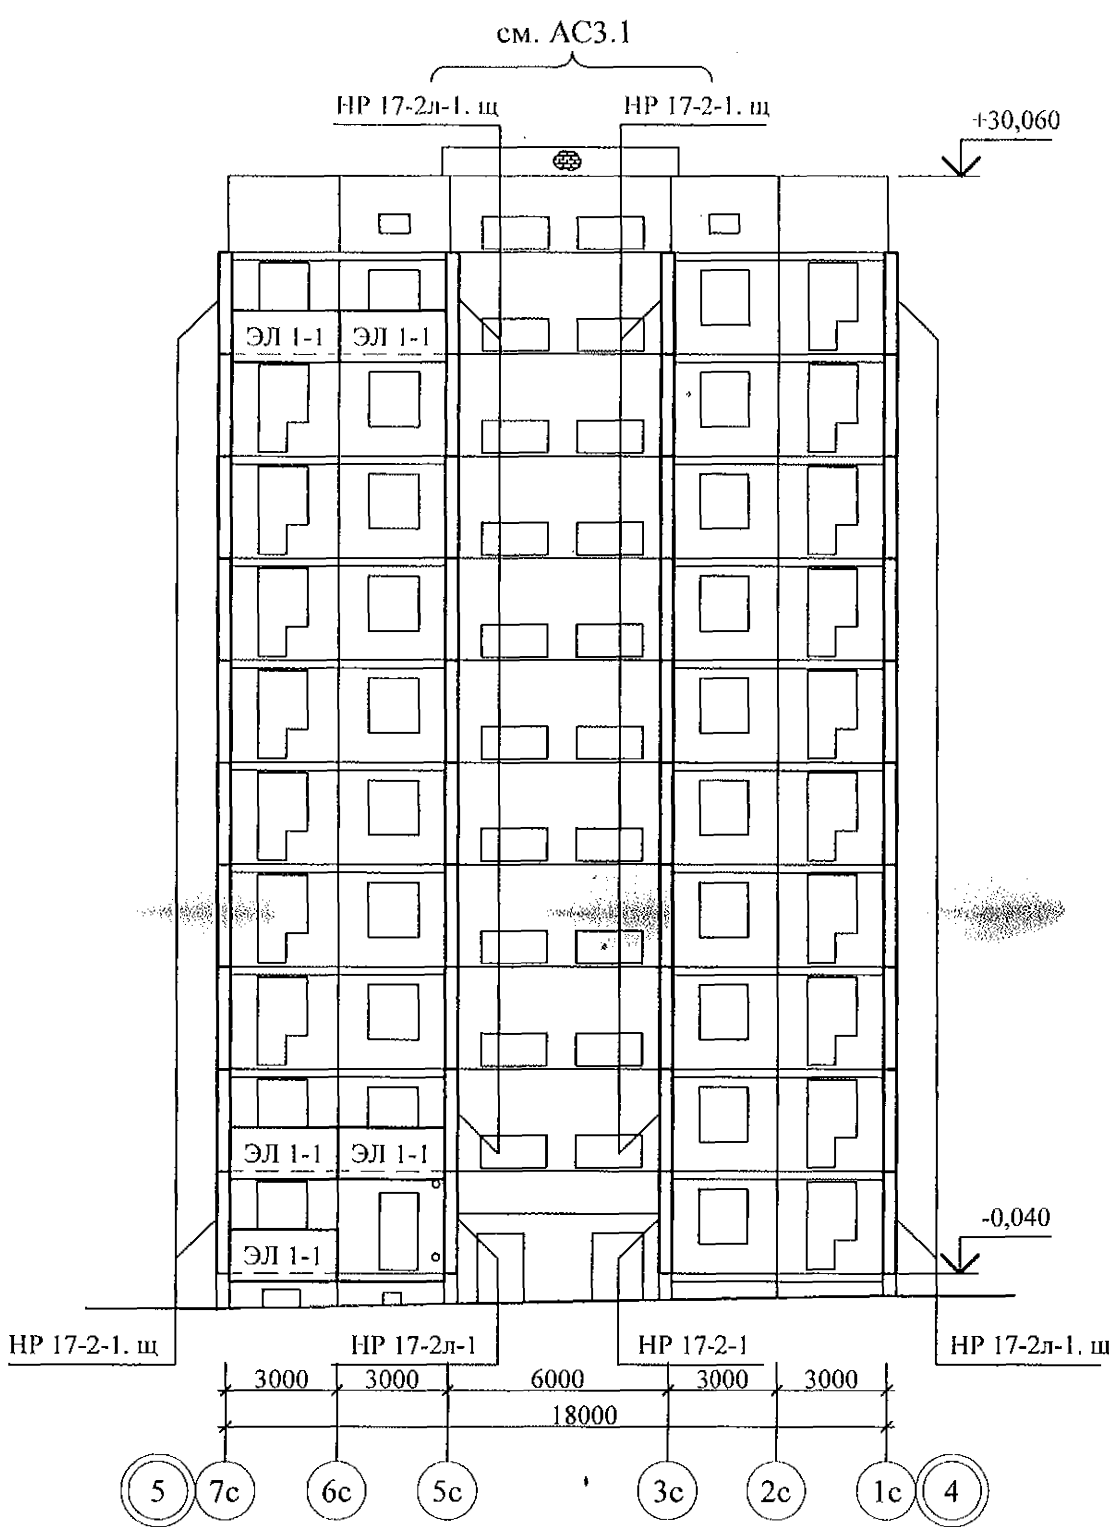 см. АС3.1
НР 17-2л-1. щ НР 17-2-1. щ
+30,060
ЭЛ 1-1 ЭЛ 1-1
ЭЛ 1-1 ЭЛ 1-1
-0,040
ЭЛ 1-1
НР 17-2-1. щ НР 17-2л-1 НР 17-2-1 НР 17-2л-1. щ
3000 3000 6000 3000 3000
18000
5 7с 6с 5с 3с 2с 1с 4